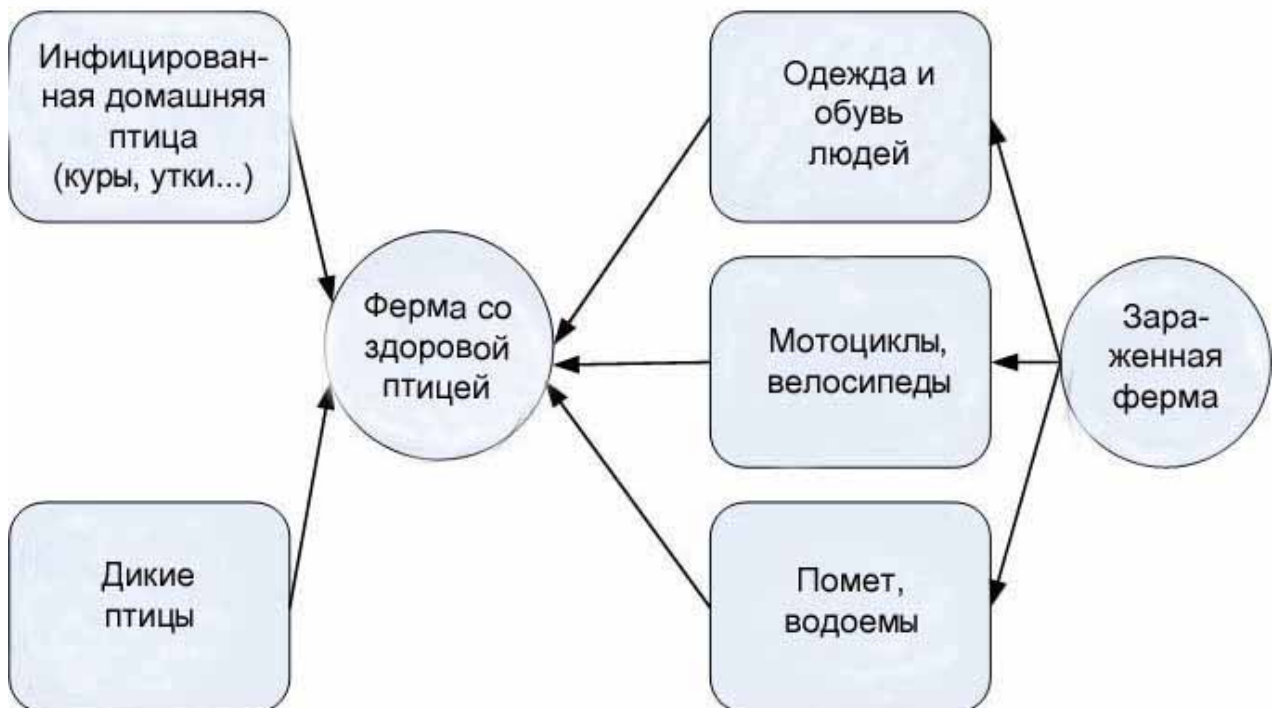 Инфицирован-
ная домашняя
птица
(куры, утки...)
Дикие
птицы
Ферма со
здоровой
птицей
Одежда и
обувь
людей
Мотоциклы,
велосипеды
Помет,
водоемы
Зара-
женная
ферма